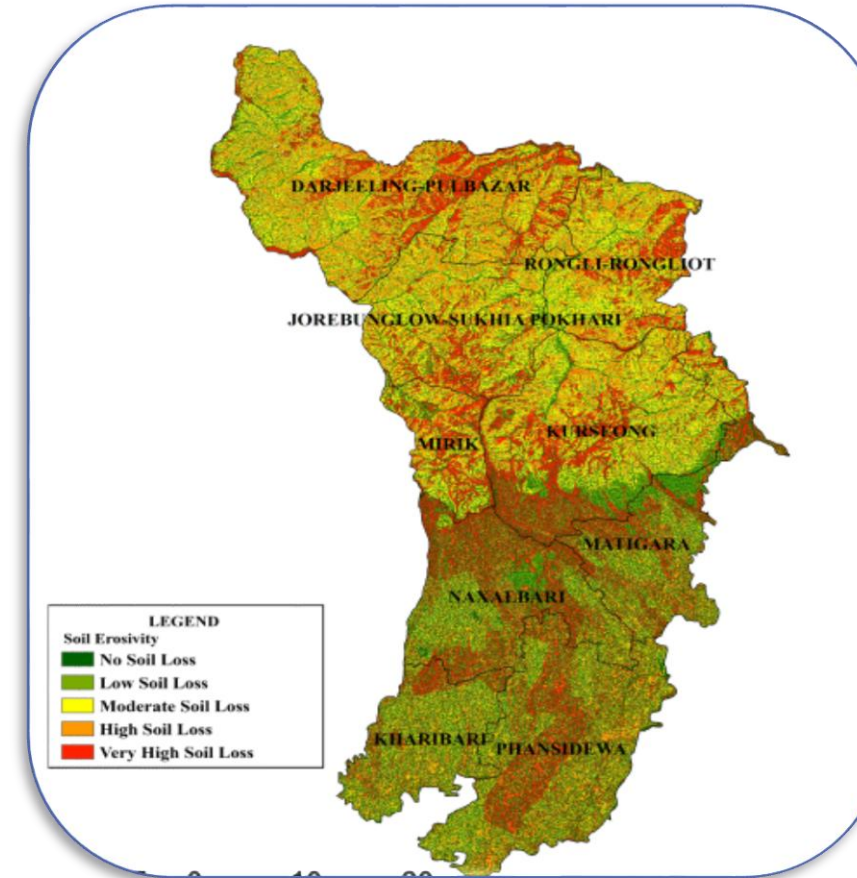 DARJEELING-PULBAZAR
RONGLI-RONGLIOT
JOREBUNGLOW-SUKHIA POKHARI
MIRIK
KURSEONG
MATIGARA
NAXALBARI
KHARIBARI
PHANSIDEWA
LEGEND
Soil Erosivity
No Soil Loss
Low Soil Loss
Moderate Soil Loss
High Soil Loss
Very High Soil Loss